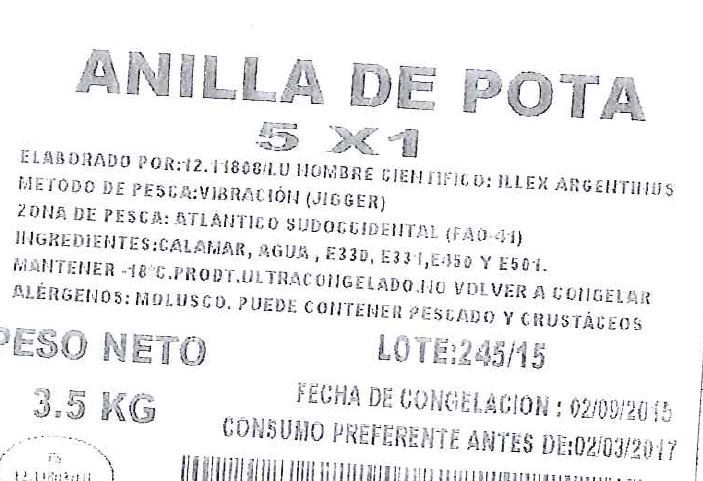 ANILLA DE POTA
5 X1
ELABORADO POR:12.11808/LU NOMBRE CIENTIFICO: ILLEX ARGENTINUS
METODO DE PESCA:VIBRACIÓN (JIGGER)
ZONA DE PESCA: ATLANTICO SUDOCCIDENTAL (FAO-41)
INGREDIENTES:CALAMAR, AGUA , E330, E331,E450 Y E501.
MANTENER -18°C.PRODT.ULTRACONGELADO.NO VOLVER A CONGELAR
ALÉRGENOS: MOLUSCO. PUEDE CONTENER PESCADO Y CRUSTÁCEOS
PESO NETO
LOTE:245/15
3.5 KG
FECHA DE CONGELACION : 02/09/2015
CONSUMO PREFERENTE ANTES DE:02/03/2017